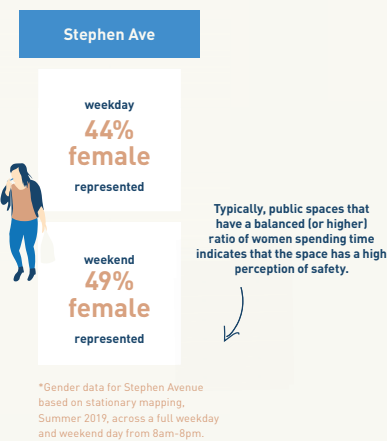 Stephen Ave
weekday
44%
female
represented
weekend
49%
female
represented
Typically, public spaces that
have a balanced (or higher)
ratio of women spending time
indicates that the space has a high
perception of safety.
*Gender data for Stephen Avenue
based on stationary mapping,
Summer 2019, across a full weekday
and weekend day from 8am-8pm.